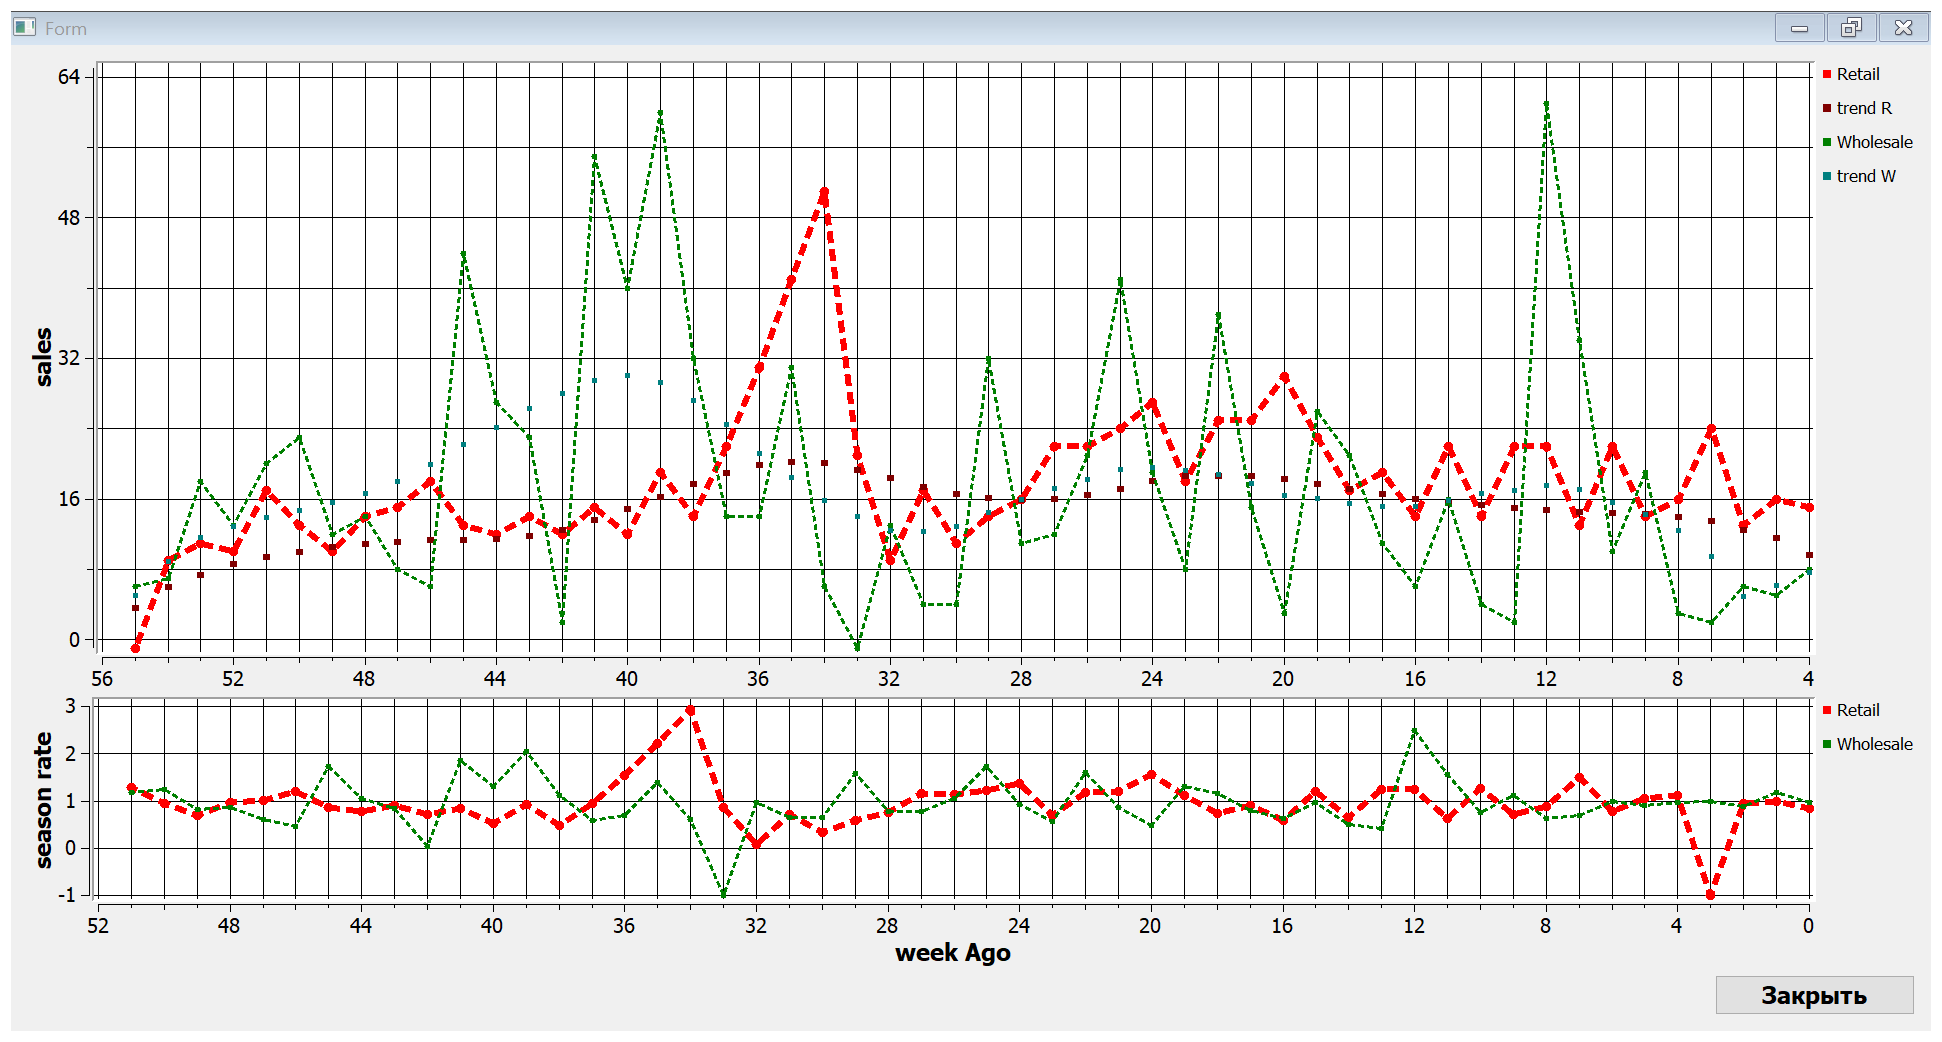 Form
64
48
32
16
0
sales
56 52 48 44 40 36 32 28 24 20 16 12 8 4
Retail
trend R
Wholesale
trend W
3
2
1
0
-1
season rate
52 48 44 40 36 32 28 24 20 16 12 8 4 0
week Ago
Retail
Wholesale
Закрыть